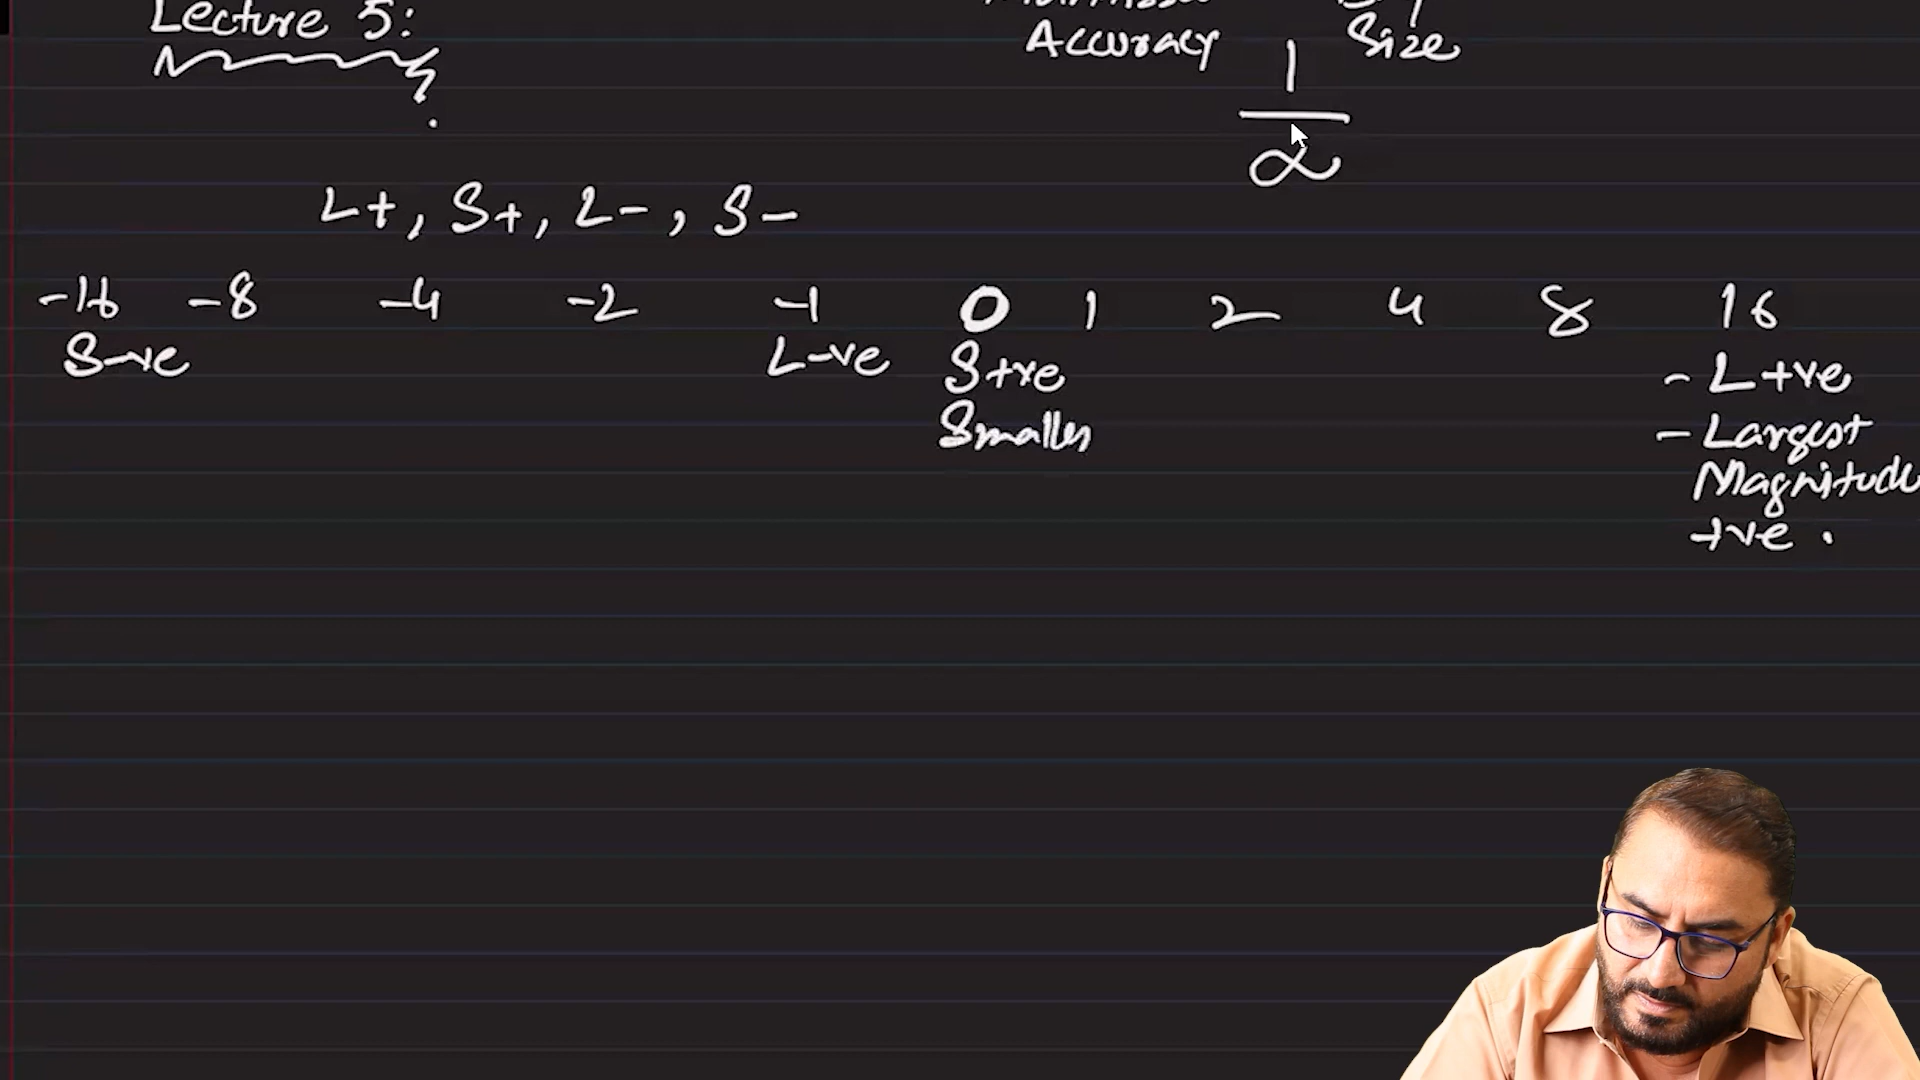 Lecture 5:
Accuracy Size
1
∝
L+, S+, L-, S-
-16 -8 -4 -2 -1 0 1 2 4 8 16
S-ve L-ve S+ve - L +ve
- Largest
Magnitude
+ve .